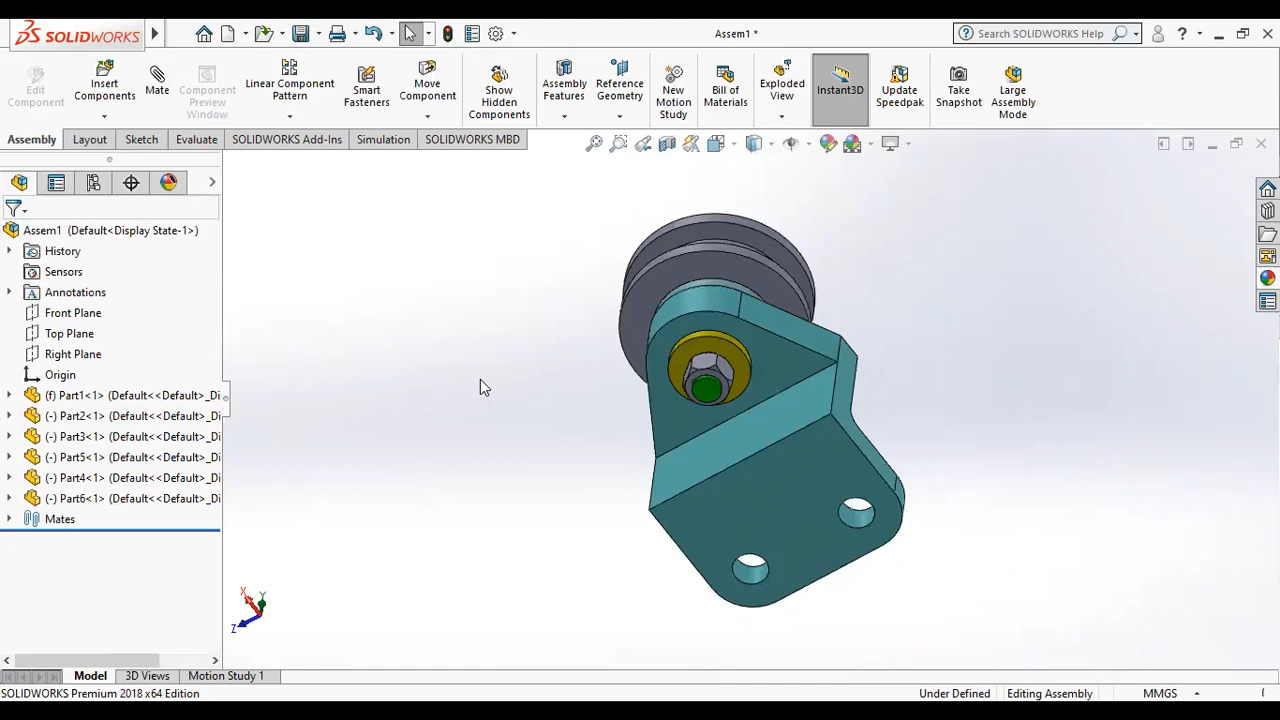 SOLIDWORKS
Assem1 *
Search SOLIDWORKS Help
?
Edit Component
Insert Components
Mate
Component Preview Window
Linear Component Pattern
Smart Fasteners
Move Component
Show Hidden Components
Assembly Features
Reference Geometry
New Motion Study
Bill of Materials
Exploded View
Instant3D
Update Speedpak
Take Snapshot
Large Assembly Mode
Assembly Layout Sketch Evaluate SOLIDWORKS Add-Ins Simulation SOLIDWORKS MBD
Assem1 (Default<Display State-1>)
History
Sensors
Annotations
Front Plane
Top Plane
Right Plane
Origin
(f) Part1<1> (Default<<Default>_Di
(-) Part2<1> (Default<<Default>_Di
(-) Part3<1> (Default<<Default>_Di
(-) Part5<1> (Default<<Default>_Di
(-) Part4<1> (Default<<Default>_Di
(-) Part6<1> (Default<<Default>_Di
Mates
X Y
Z
Model 3D Views Motion Study 1
SOLIDWORKS Premium 2018 x64 Edition Under Defined Editing Assembly MMGS